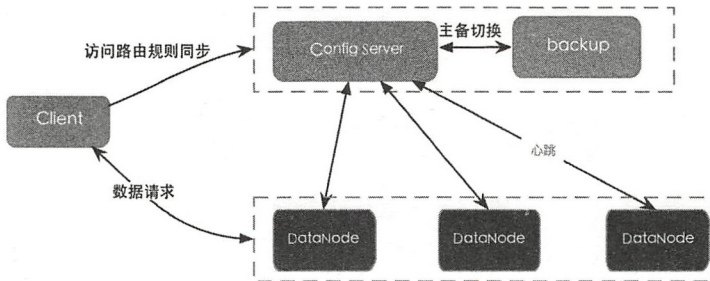 主备切换
访问路由规则同步
Config Server
backup
Client
心跳
数据请求
DataNode
DataNode
DataNode